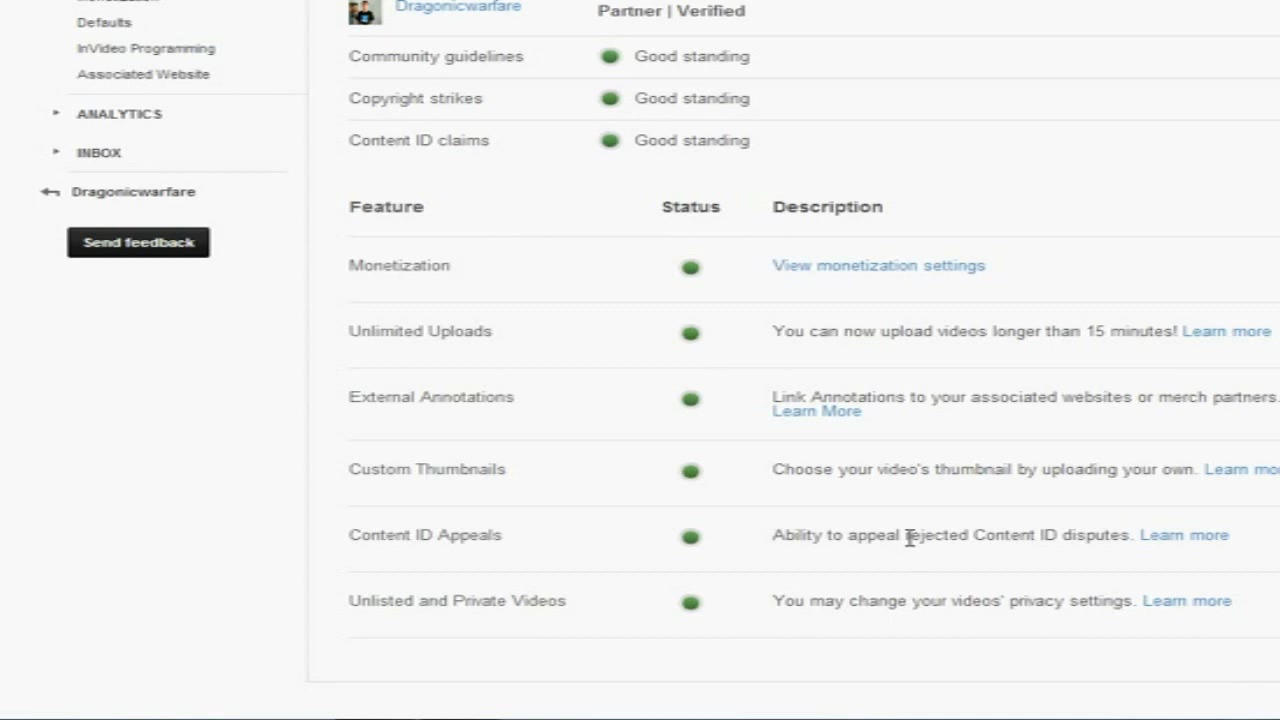 Defaults
InVideo Programming
Associated Website
ANALYTICS
INBOX
Dragonicwarfare
Send feedback
Dragonicwarfare
Partner | Verified
Community guidelines Good standing
Copyright strikes Good standing
Content ID claims Good standing
Feature Status Description
Monetization View monetization settings
Unlimited Uploads You can now upload videos longer than 15 minutes! Learn more
External Annotations Link Annotations to your associated websites or merch partners.
Learn More
Custom Thumbnails Choose your video's thumbnail by uploading your own. Learn mo
Content ID Appeals Ability to appeal rejected Content ID disputes. Learn more
Unlisted and Private Videos You may change your videos' privacy settings. Learn more